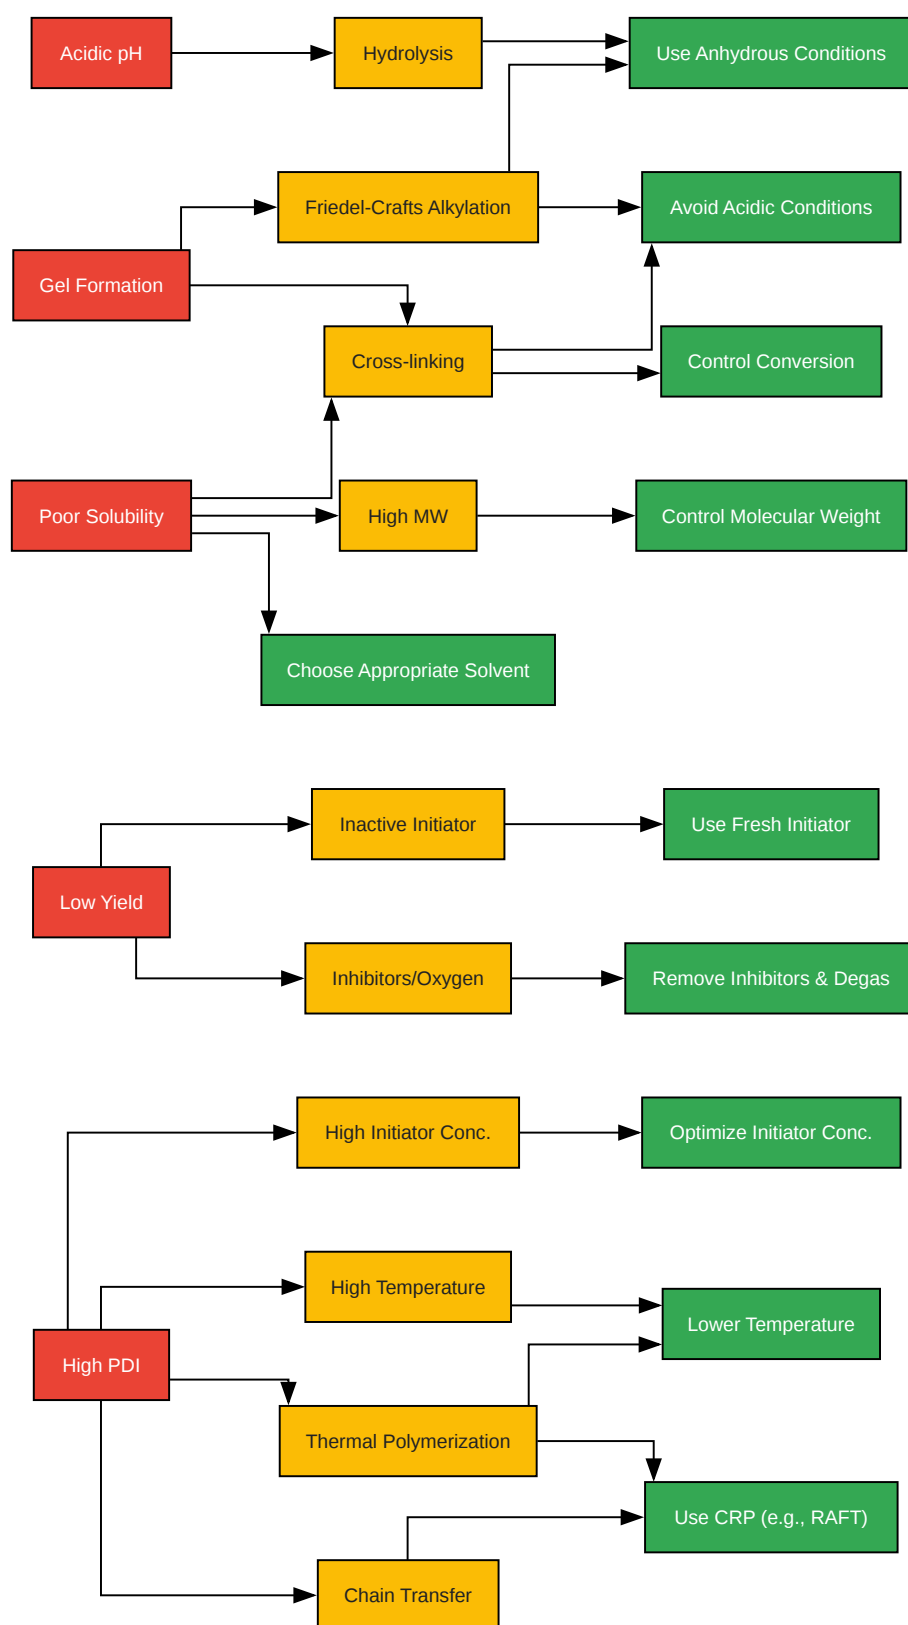 Acidic pH
Hydrolysis
Use Anhydrous Conditions
Friedel-Crafts Alkylation
Avoid Acidic Conditions
Gel Formation
Cross-linking
Control Conversion
Poor Solubility
High MW
Control Molecular Weight
Choose Appropriate Solvent
Inactive Initiator
Use Fresh Initiator
Low Yield
Inhibitors/Oxygen
Remove Inhibitors & Degas
High Initiator Conc.
Optimize Initiator Conc.
High Temperature
Lower Temperature
High PDI
Thermal Polymerization
Use CRP (e.g., RAFT)
Chain Transfer